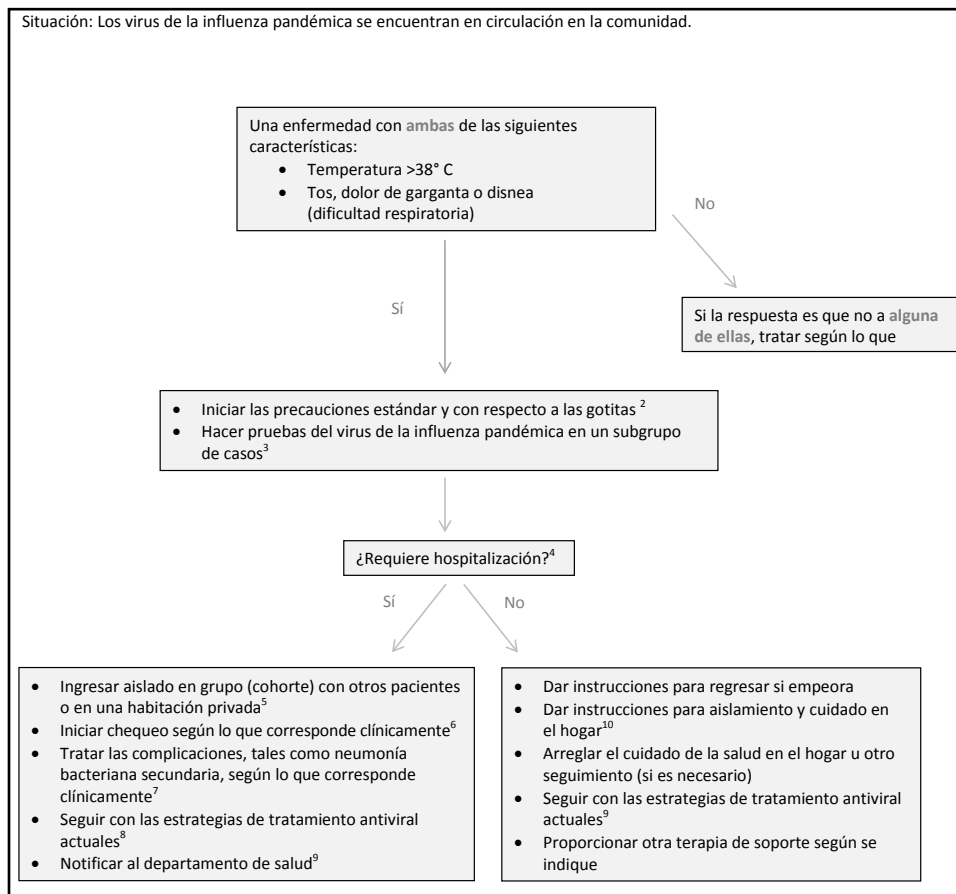 Situación: Los virus de la influenza pandémica se encuentran en circulación en la comunidad.
Una enfermedad con ambas de las siguientes
características:
• Temperatura >38° C
• Tos, dolor de garganta o disnea
(dificultad respiratoria)
No
Sí
Si la respuesta es que no a alguna
de ellas, tratar según lo que
• Iniciar las precauciones estándar y con respecto a las gotitas ²
• Hacer pruebas del virus de la influenza pandémica en un subgrupo
de casos³
¿Requiere hospitalización?⁴
Sí
No
• Ingresar aislado en grupo (cohorte) con otros pacientes
o en una habitación privada⁵
• Iniciar chequeo según lo que corresponde clínicamente⁶
• Tratar las complicaciones, tales como neumonía
bacteriana secundaria, según lo que corresponde
clínicamente⁷
• Seguir con las estrategias de tratamiento antiviral
actuales⁸
• Notificar al departamento de salud⁹
• Dar instrucciones para regresar si empeora
• Dar instrucciones para aislamiento y cuidado en
el hogar¹⁰
• Arreglar el cuidado de la salud en el hogar u otro
seguimiento (si es necesario)
• Seguir con las estrategias de tratamiento antiviral
actuales⁹
• Proporcionar otra terapia de soporte según se
indique